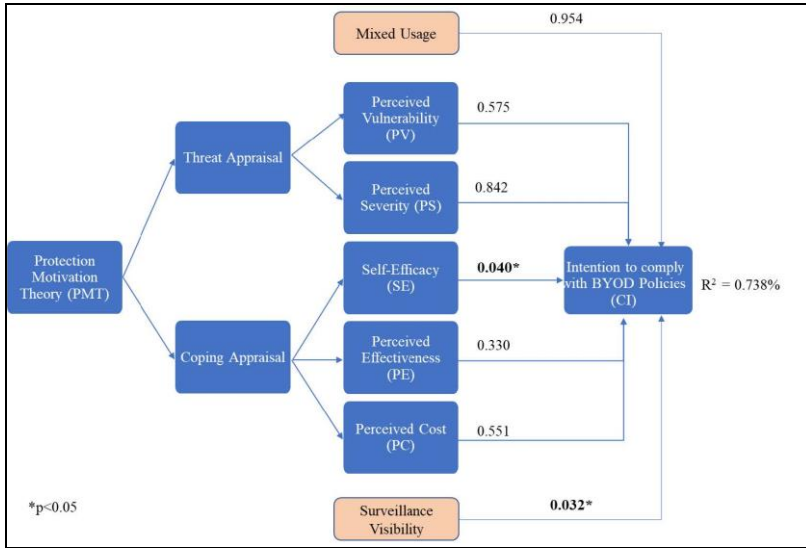 Mixed Usage
0.954
Perceived
Vulnerability
(PV)
0.575
Threat Appraisal
Perceived
Severity (PS)
0.842
Protection
Motivation
Theory (PMT)
Self-Efficacy
(SE)
0.040*
Intention to comply
with BYOD Policies
(CI)
R² = 0.738%
Coping Appraisal
Perceived
Effectiveness
(PE)
0.330
Perceived Cost
(PC)
0.551
*p<0.05
Surveillance
Visibility
0.032*